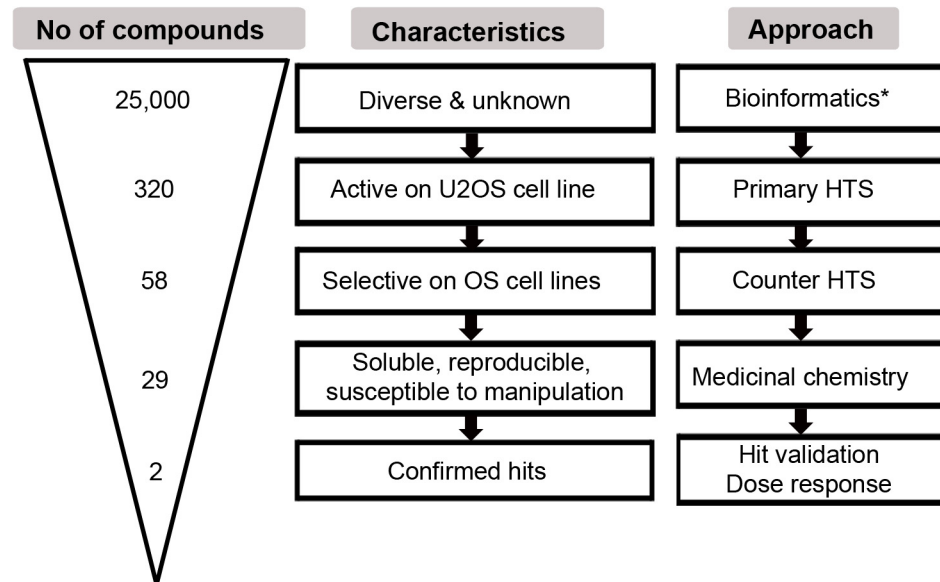 No of compounds
Characteristics
Approach
25,000
Diverse & unknown
Bioinformatics*
320
Active on U2OS cell line
Primary HTS
58
Selective on OS cell lines
Counter HTS
29
Soluble, reproducible,
susceptible to manipulation
Medicinal chemistry
2
Confirmed hits
Hit validation
Dose response